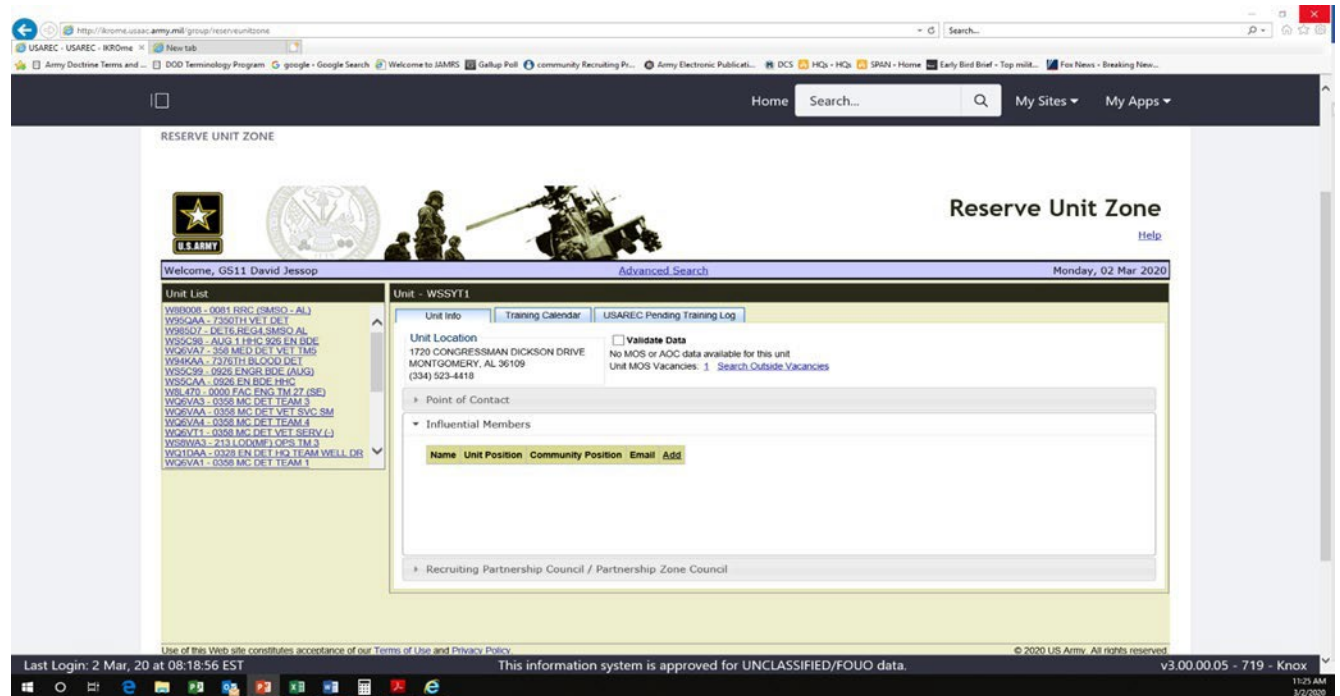 http://ikrome.usaac.army.mil/group/reserveunitzone
Search...
USAREC - USAREC - IKROme
New tab
Army Doctrine Terms and ...
DOD Terminology Program
google - Google Search
Welcome to JAMRS
Gallup Poll
community Recruiting Pr...
Army Electronic Publicati...
DCS
HQs - HQs
SPAN - Home
Early Bird Brief - Top milit...
Fox News - Breaking New...
Home
Search...
My Sites
My Apps
RESERVE UNIT ZONE
U.S.ARMY
Reserve Unit Zone
Help
Welcome, GS11 David Jessop
Advanced Search
Monday, 02 Mar 2020
Unit List
W8B008 - 0081 RRC (SMSO - AL)
W95QAA - 7350TH VET DET
W985D7 - DET6,REG4,SMSO AL
WS5C98 - AUG 1 HHC 926 EN BDE
WQ6VA7 - 358 MED DET VET TM5
W94KAA - 7376TH BLOOD DET
WS5C99 - 0926 ENGR BDE (AUG)
WS5CAA - 0926 EN BDE HHC
W8L470 - 0000 FAC ENG TM 27 (SE)
WQ6VA3 - 0358 MC DET TEAM 3
WQ6VAA - 0358 MC DET VET SVC SM
WQ6VA4 - 0358 MC DET TEAM 4
WQ6VT1 - 0358 MC DET VET SERV (-)
WS8WA3 - 213 LOD(MF) OPS TM 3
WQ1DAA - 0328 EN DET HQ TEAM WELL DR
WQ6VA1 - 0358 MC DET TEAM 1
Unit - WSSYT1
Unit Info
Training Calendar
USAREC Pending Training Log
Unit Location
1720 CONGRESSMAN DICKSON DRIVE
MONTGOMERY, AL 36109
(334) 523-4418
Validate Data
No MOS or AOC data available for this unit
Unit MOS Vacancies: 1 Search Outside Vacancies
Point of Contact
Influential Members
Name Unit Position Community Position Email Add
Recruiting Partnership Council / Partnership Zone Council
Use of this Web site constitutes acceptance of our Terms of Use and Privacy Policy.
© 2020 US Army. All rights reserved
Last Login: 2 Mar, 20 at 08:18:56 EST
This information system is approved for UNCLASSIFIED/FOUO data.
v3.00.00.05 - 719 - Knox
11:25 AM
3/2/2020